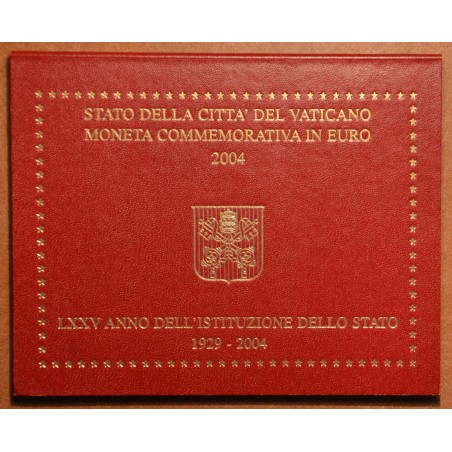 STATO DELLA CITTA' DEL VATICANO
MONETA COMMEMORATIVA IN EURO
2004
LXXV ANNO DELL'ISTITUZIONE DELLO STATO
1929 - 2004